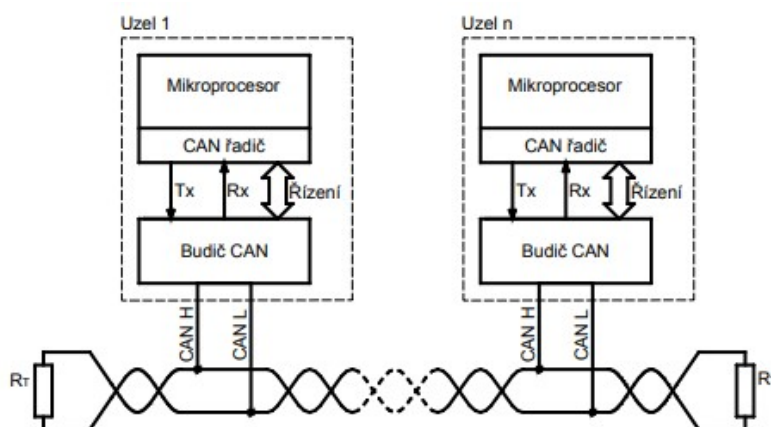 Uzel 1
Uzel n
Mikroprocesor
Mikroprocesor
CAN řadič
CAN řadič
Tx
Rx
Řízení
Tx
Rx
Řízení
Budič CAN
Budič CAN
CAN H
CAN L
CAN H
CAN L
RT
R